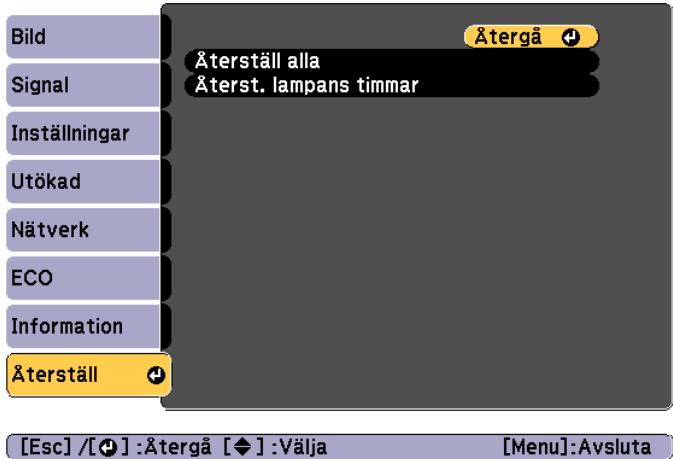 Bild
Signal
Inställningar
Utökad
Nätverk
ECO
Information
Återställ
Återgå
Återställ alla
Återst. lampans timmar
[Esc] /[ ] :Återgå [ ] :Välja
[Menu]:Avsluta